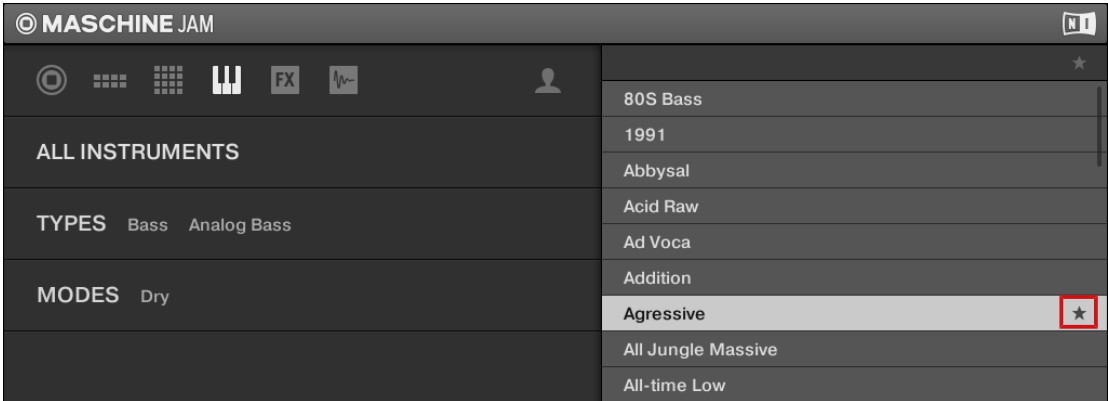 MASCHINE JAM
NI
FX
ALL INSTRUMENTS
TYPES Bass Analog Bass
MODES Dry
80S Bass
1991
Abbysal
Acid Raw
Ad Voca
Addition
Agressive
All Jungle Massive
All-time Low